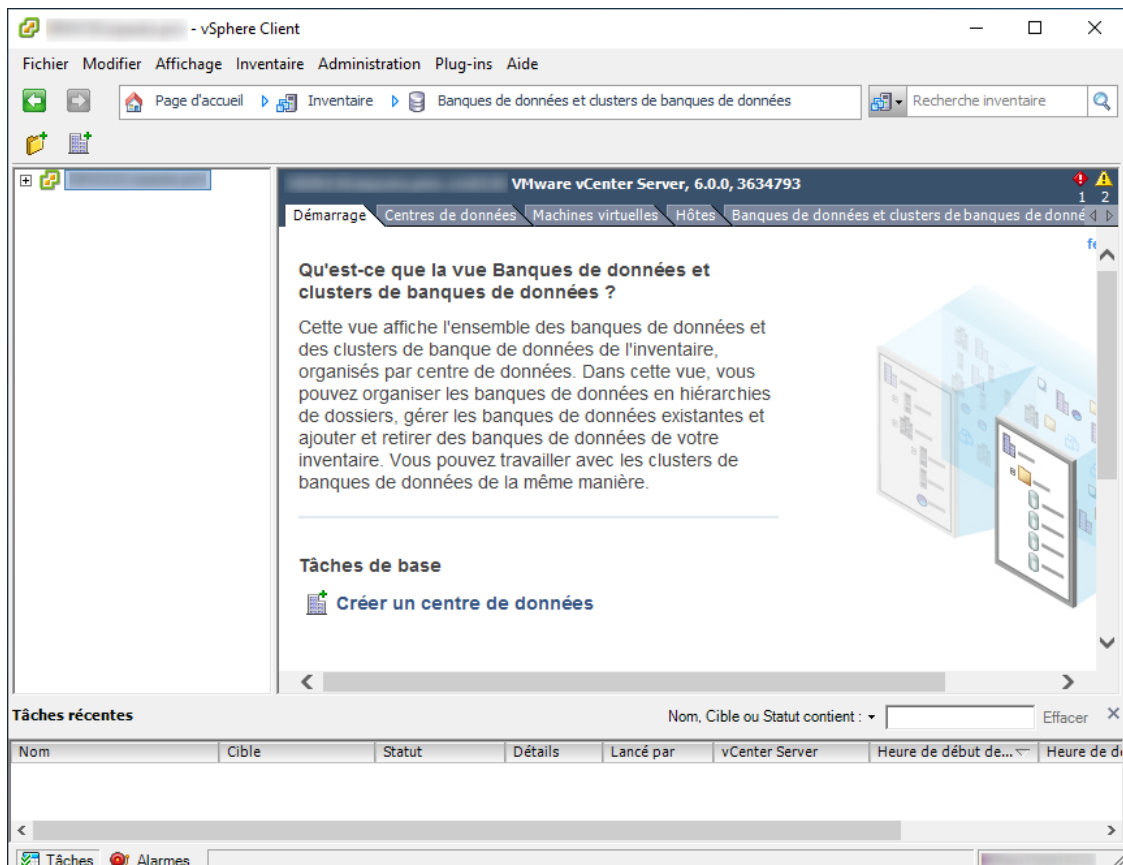 - vSphere Client
Fichier Modifier Affichage Inventaire Administration Plug-ins Aide
Page d'accueil Inventaire Banques de données et clusters de banques de données Recherche inventaire
VMware vCenter Server, 6.0.0, 3634793
1 2
Démarrage Centres de données Machines virtuelles Hôtes Banques de données et clusters de banques de donné
Qu'est-ce que la vue Banques de données et
clusters de banques de données ?
Cette vue affiche l'ensemble des banques de données et
des clusters de banque de données de l'inventaire,
organisés par centre de données. Dans cette vue, vous
pouvez organiser les banques de données en hiérarchies
de dossiers, gérer les banques de données existantes et
ajouter et retirer des banques de données de votre
inventaire. Vous pouvez travailler avec les clusters de
banques de données de la même manière.
Tâches de base
Créer un centre de données
Tâches récentes Nom, Cible ou Statut contient : Effacer
Nom Cible Statut Détails Lancé par vCenter Server Heure de début de... Heure de d
Tâches Alarmes